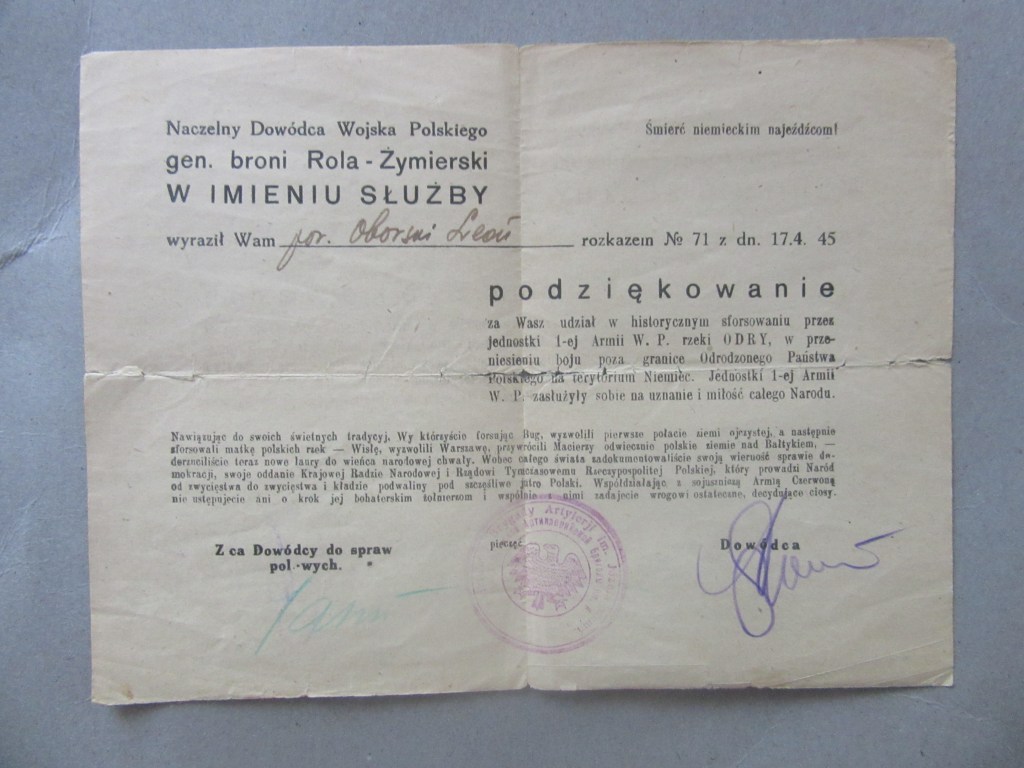 Naczelny Dowódca Wojska Polskiego
Śmierć niemieckim najeźdźcom!
gen. broni Rola - Żymierski
W IMIENIU SŁUŻBY
wyraził Wam por. Oborski Leon rozkazem № 71 z dn. 17.4. 45
podziękowanie
za Wasz udział w historycznym sforsowaniu przez
jednostki 1-ej Armii W. P. rzeki ODRY, w prze-
niesieniu boju poza granice Odrodzonego Państwa
Polskiego na terytorium Niemiec. Jednostki 1-ej Armii
W. P. zasłużyły sobie na uznanie i miłość całego Narodu.
Nawiązując do swoich świetnych tradycyj, Wy którzyście forsując Bug, wyzwolili pierwsze połacie ziemi ojczystej, a następnie
sforsowali matkę polskich rzek — Wisłę, wyzwolili Warszawę, przywrócili Macierzy odwiecznie polskie ziemie nad Bałtykiem, —
dorzuciliście teraz nowe laury do wieńca narodowej chwały. Wobec całego świata zadokumentowaliście swoją wierność sprawie de-
mokracji, swoje oddanie Krajowej Radzie Narodowej i Rządowi Tymczasowemu Rzeczypospolitej Polskiej, który prowadzi Naród
od zwycięstwa do zwycięstwa i kładzie podwaliny pod szczęśliwe jutro Polski. Współdziałając z sojuszniczą Armią Czerwoną
nie ustępujecie ani o krok jej bohaterskim żołnierzom i wspólnie z nimi zadajecie wrogowi ostateczne, decydujące ciosy.
Zca Dowódcy do spraw
pol-wych.
pieczęć
Dowódca
Artylerji im.